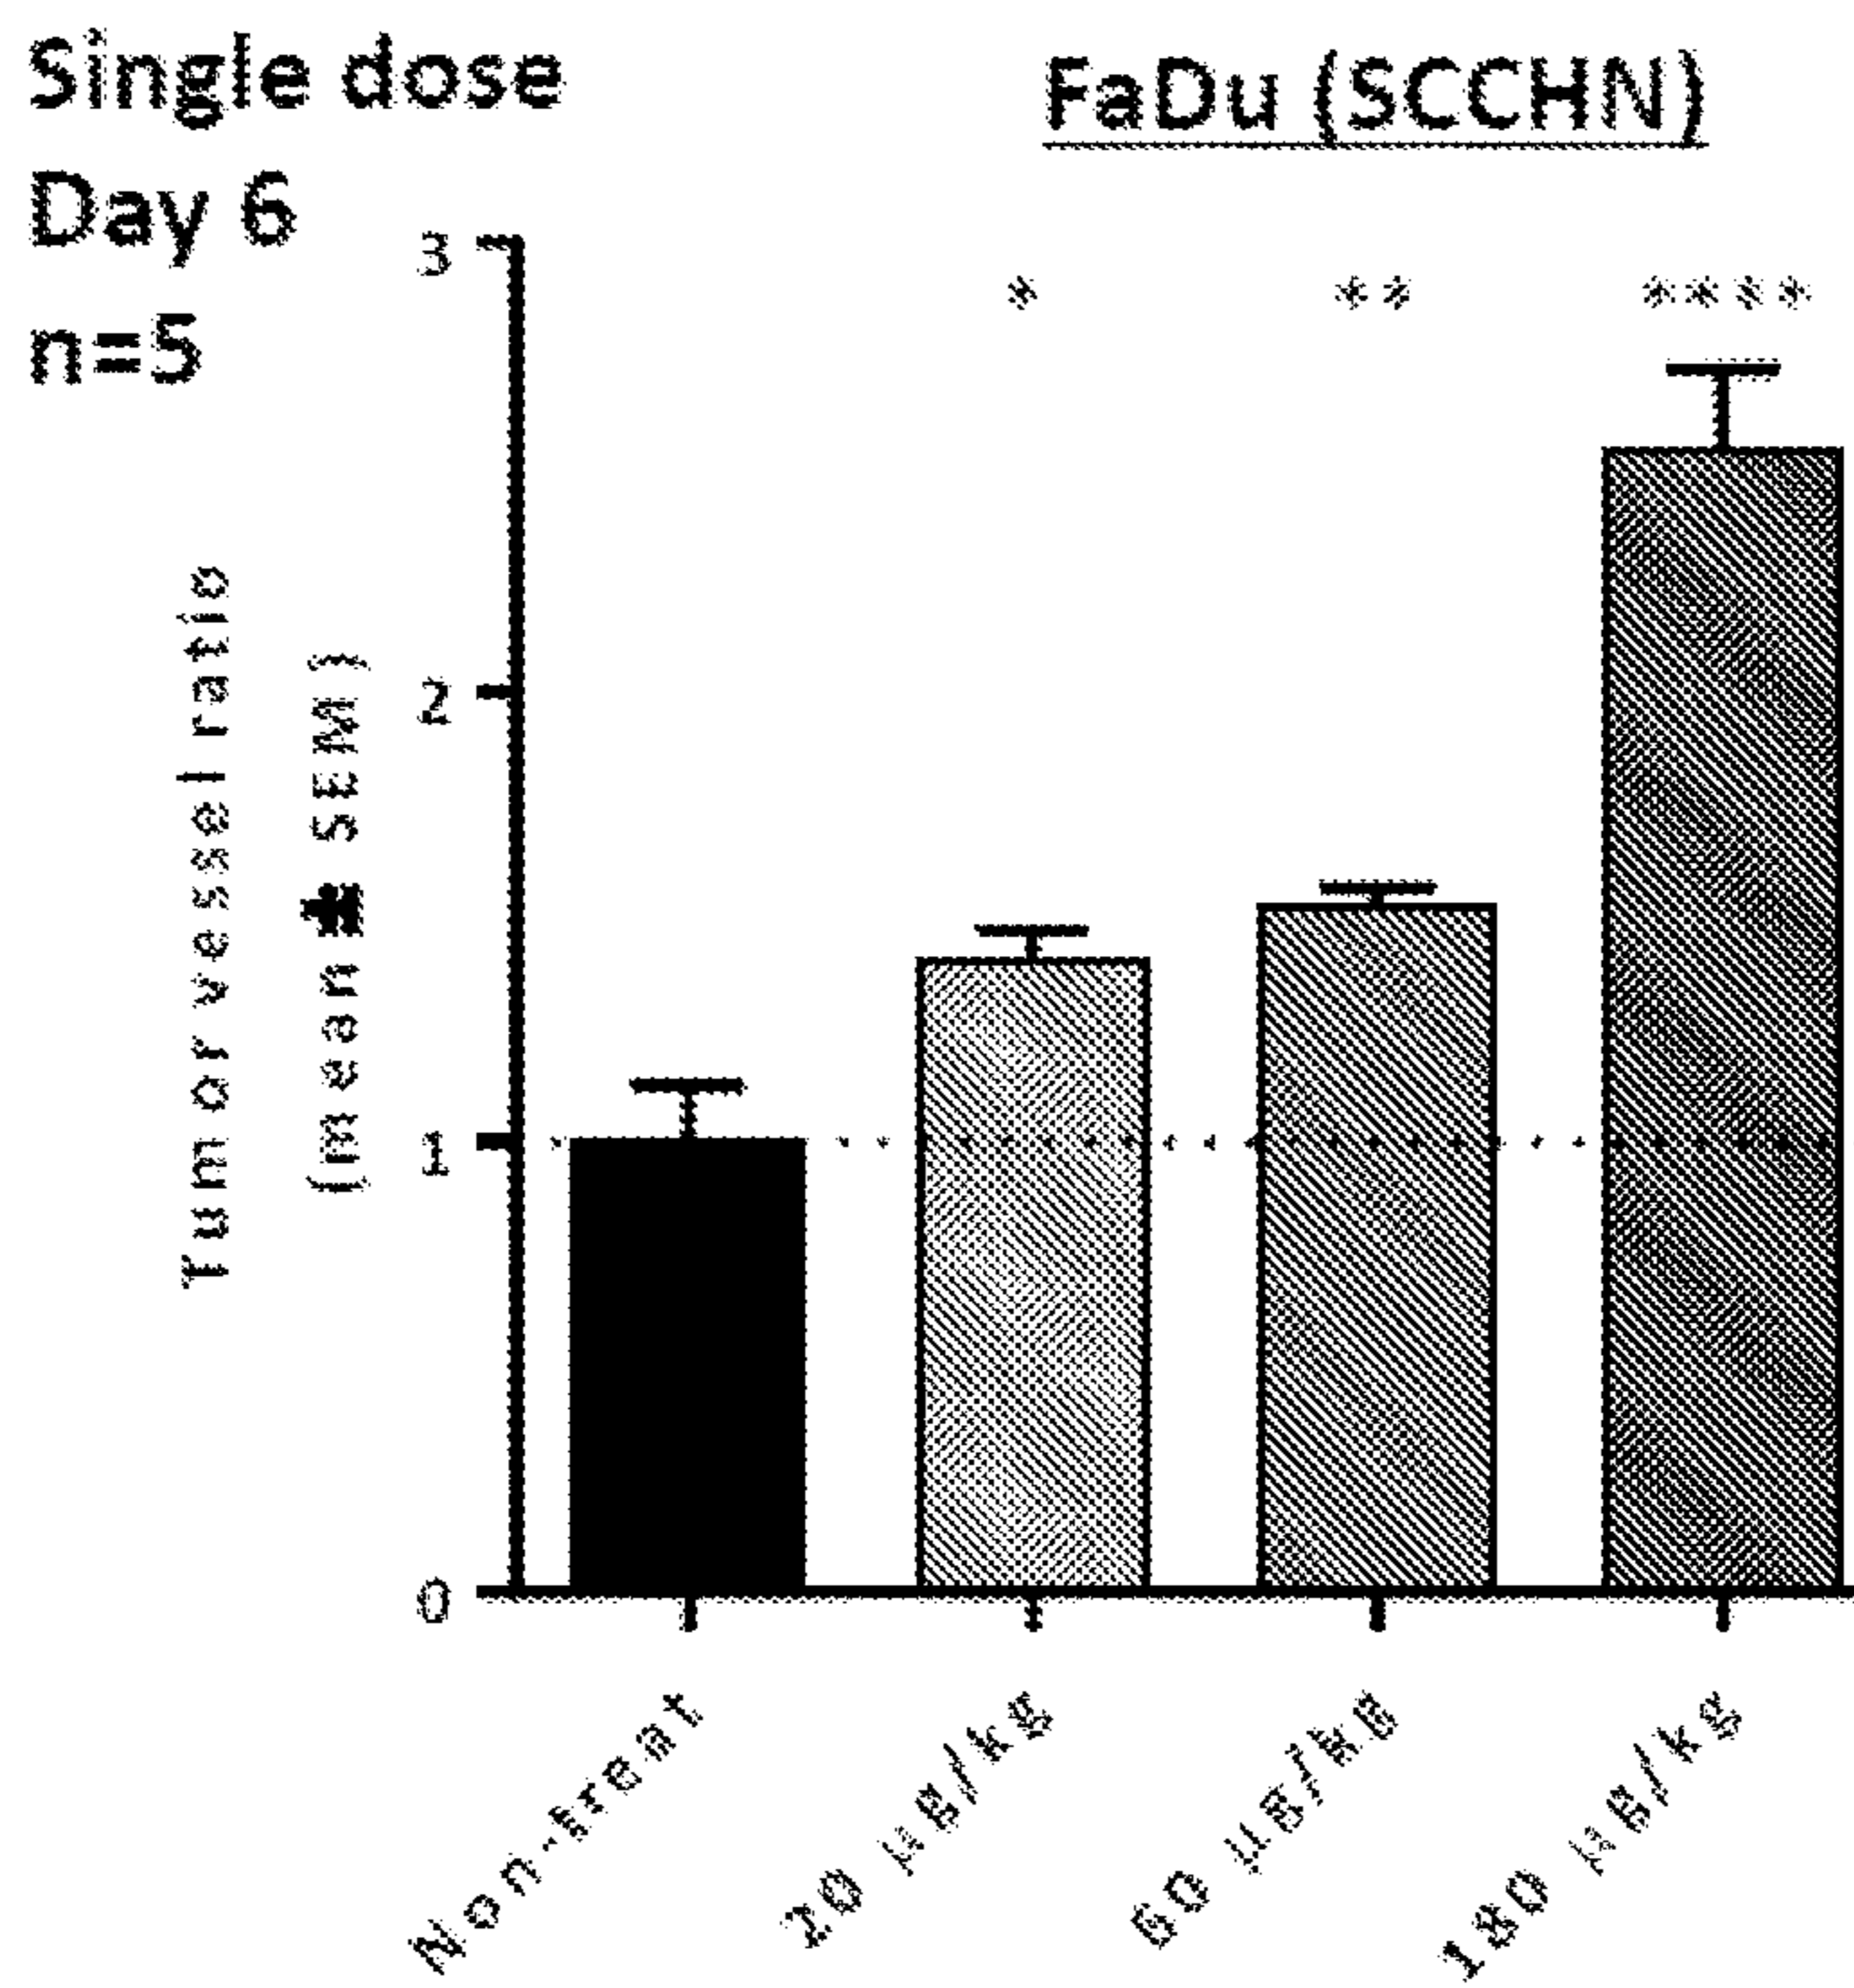 Single dose
Day 6
n=5
FaDu (SCCHN)
* ** ****
Tumor vessel ratio
(mean ± SEM)
3
2
1
0
Non-treat
20 µg/kg
60 µg/kg
180 µg/kg